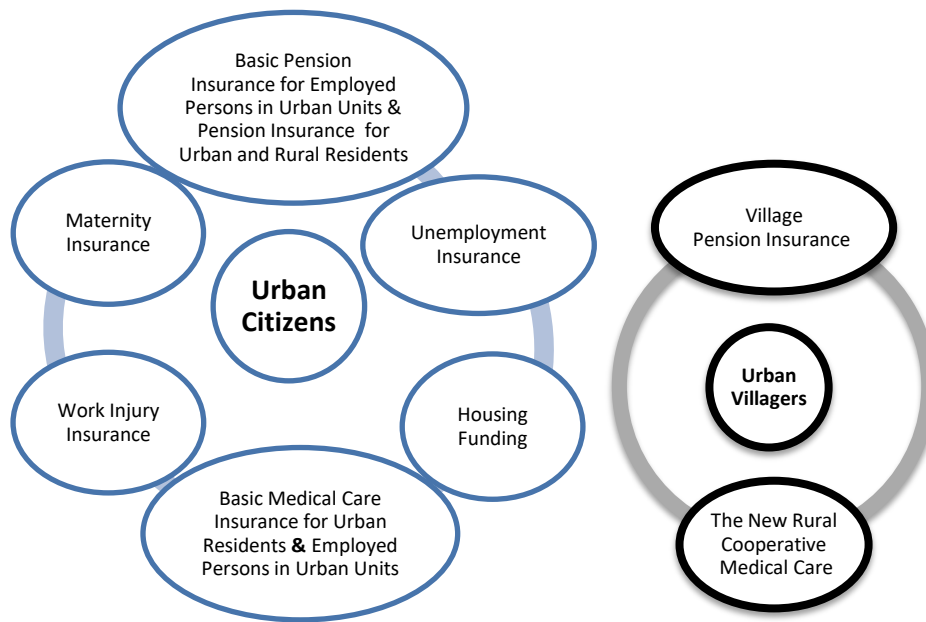 Basic Pension
Insurance for Employed
Persons in Urban Units &
Pension Insurance for
Urban and Rural Residents
Maternity
Insurance
Unemployment
Insurance
Urban
Citizens
Work Injury
Insurance
Housing
Funding
Basic Medical Care
Insurance for Urban
Residents & Employed
Persons in Urban Units
Village
Pension Insurance
Urban
Villagers
The New Rural
Cooperative
Medical Care